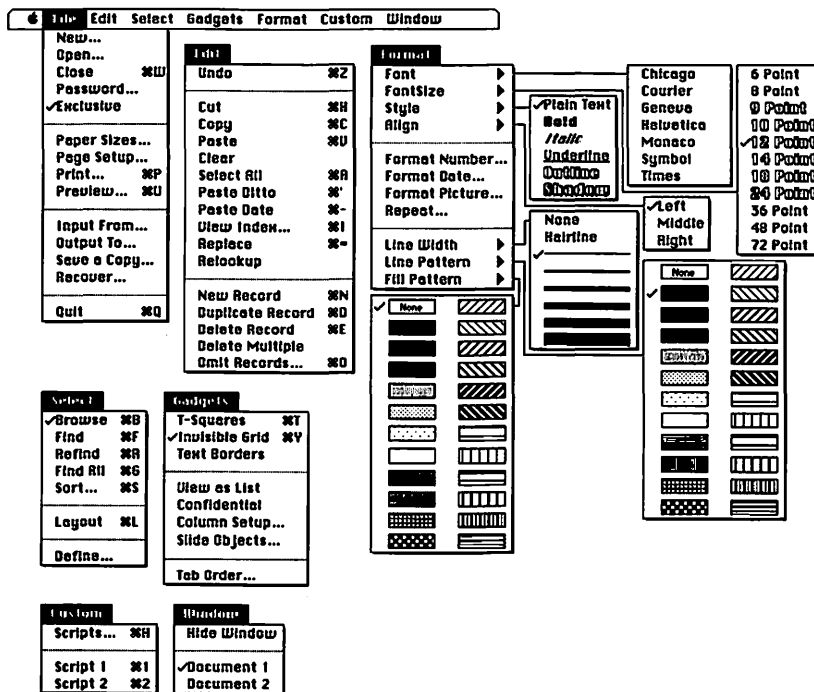 File Edit Select Gadgets Format Custom Window
New...
Open...
Close ⌘W
Password...
✓Exclusive
Paper Sizes...
Page Setup...
Print... ⌘P
Preview... ⌘U
Input From...
Output To...
Save a Copy...
Recover...
Quit ⌘Q
Edit
Undo ⌘Z
Cut ⌘X
Copy ⌘C
Paste ⌘V
Clear
Select All ⌘A
Paste Ditto ⌘'
Paste Date ⌘-
View Index... ⌘I
Replace ⌘=
Relookup
New Record ⌘N
Duplicate Record ⌘D
Delete Record ⌘E
Delete Multiple
Omit Records... ⌘O
Format
Font
FontSize
Style
Align
Format Number...
Format Date...
Format Picture...
Repeat...
Line Width
Line Pattern
Fill Pattern
✓Plain Text
Bold
Italic
Underline
Outline
Shadow
Chicago
Courier
Geneva
Helvetica
Monaco
Symbol
Times
6 Point
8 Point
9 Point
10 Point
✓12 Point
14 Point
18 Point
24 Point
36 Point
48 Point
72 Point
✓Left
Middle
Right
None
Hairline
✓
✓ None
None
✓
Select
✓Browse ⌘B
Find ⌘F
Refind ⌘R
Find All ⌘G
Sort... ⌘S
Layout ⌘L
Define...
Gadgets
T-Squares ⌘T
✓Invisible Grid ⌘Y
Text Borders
View as List
Confidential
Column Setup...
Slide Objects...
Tab Order...
Custom
Scripts... ⌘H
Script 1 ⌘1
Script 2 ⌘2
Window
Hide Window
✓Document 1
Document 2